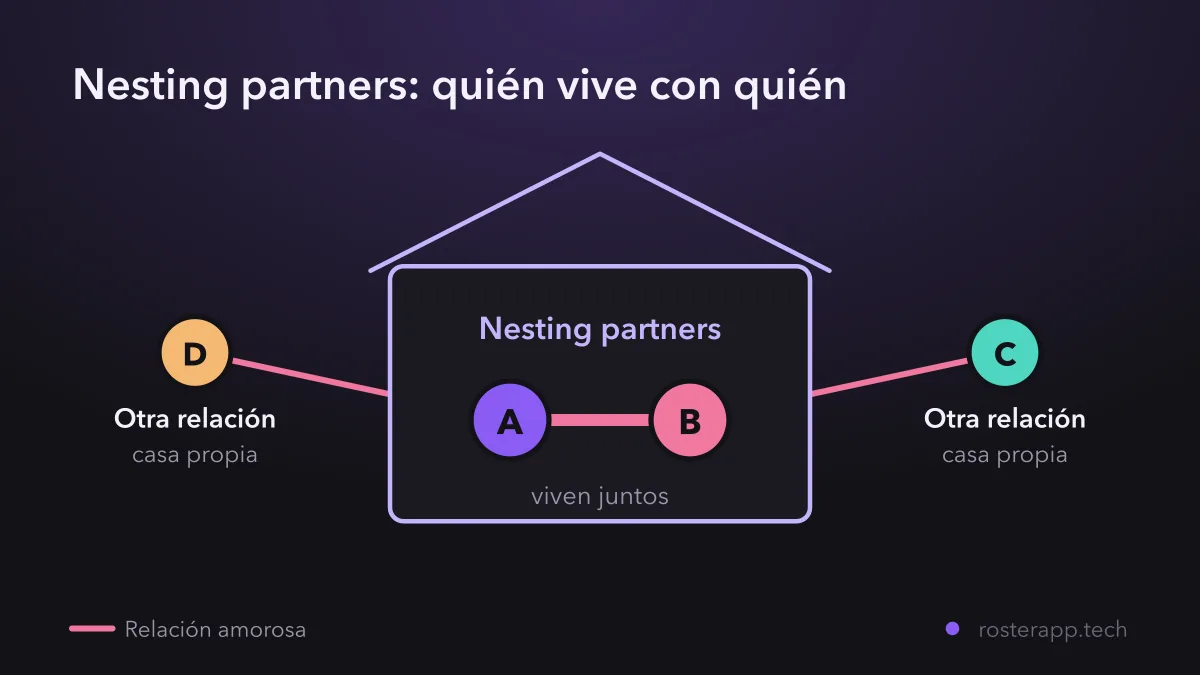 Nesting partners: quién vive con quién
Nesting partners
D
C
A
B
Otra relación
casa propia
Otra relación
casa propia
viven juntos
Relación amorosa
rosterapp.tech